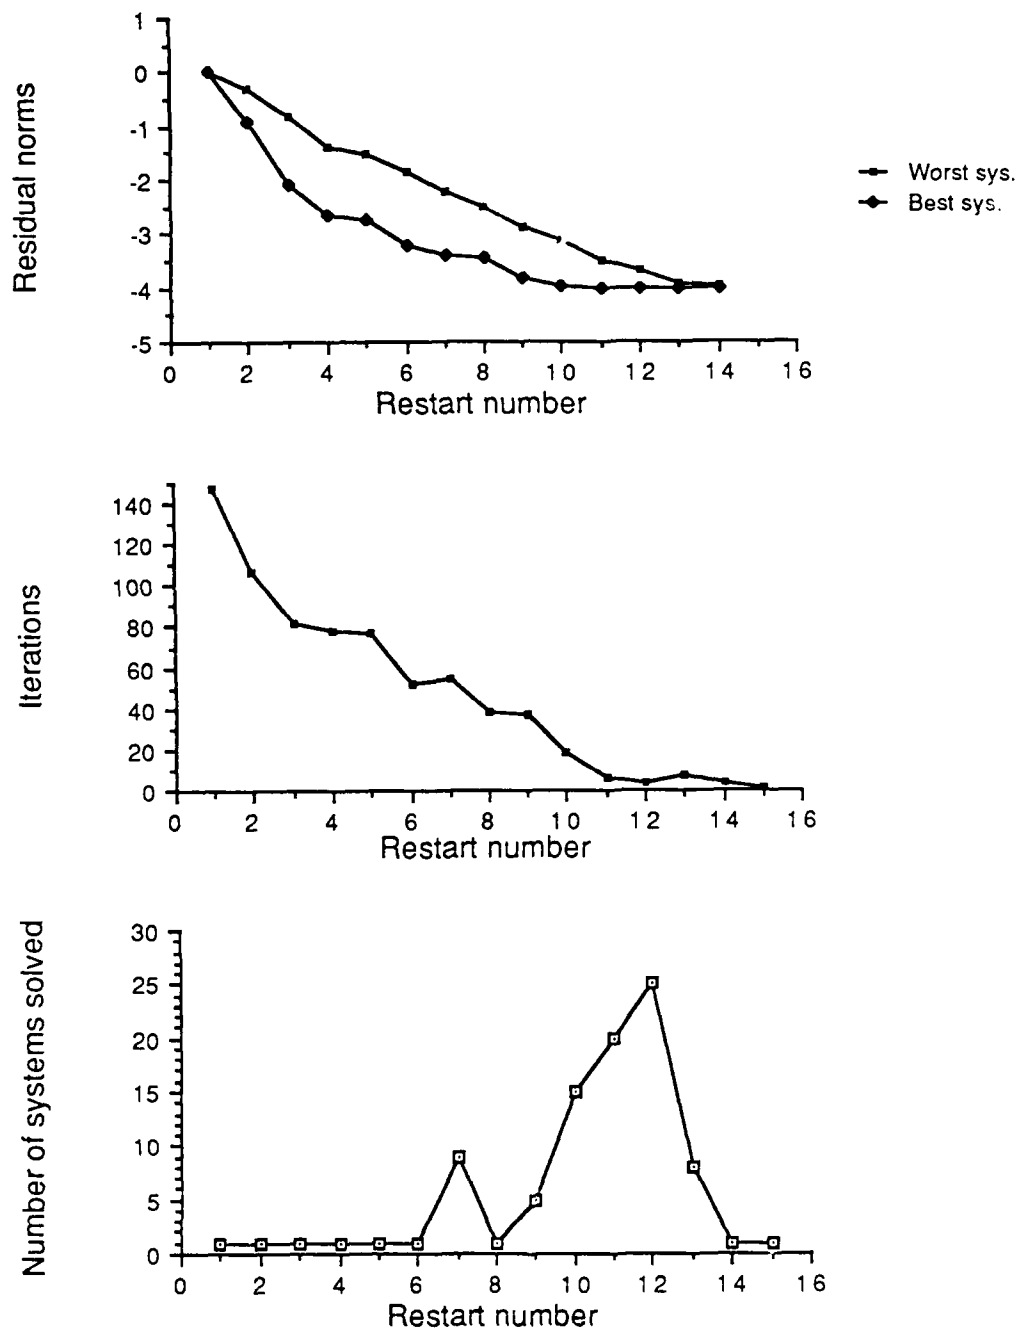 1
0
-1
-2
-3
-4
-5
Residual norms
0 2 4 6 8 10 12 14 16
Restart number
Worst sys.
Best sys.
140
120
100
80
60
40
20
0
Iterations
0 2 4 6 8 10 12 14 16
Restart number
30
25
20
15
10
5
0
Number of systems solved
0 2 4 6 8 10 12 14 16
Restart number